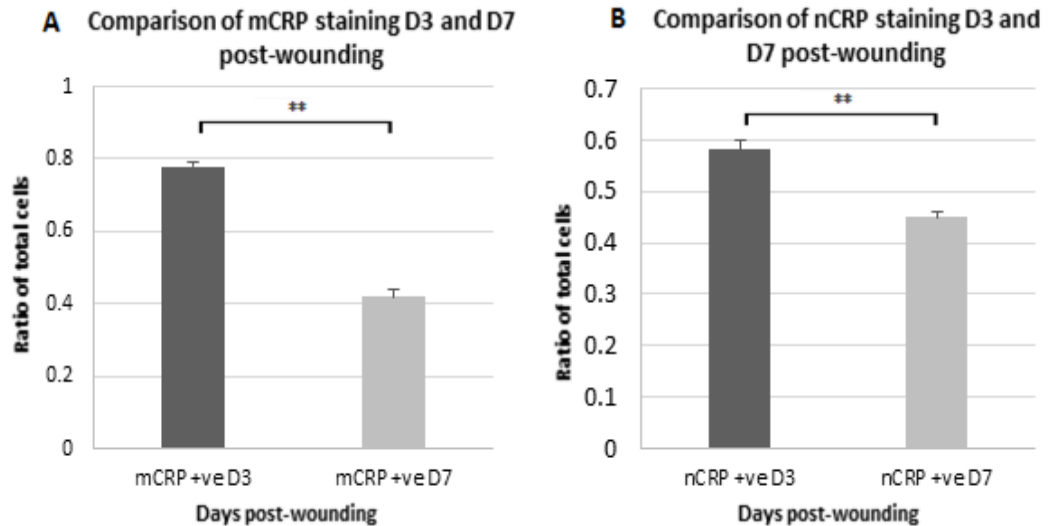 A Comparison of mCRP staining D3 and D7
post-wounding
1
0.8
0.6
0.4
0.2
0
**
Ratio of total cells
mCRP +ve D3
mCRP +ve D7
Days post-wounding
B Comparison of nCRP staining D3 and
D7 post-wounding
0.7
0.6
0.5
0.4
0.3
0.2
0.1
0
**
Ratio of total cells
nCRP +ve D3
nCRP +ve D7
Days post-wounding